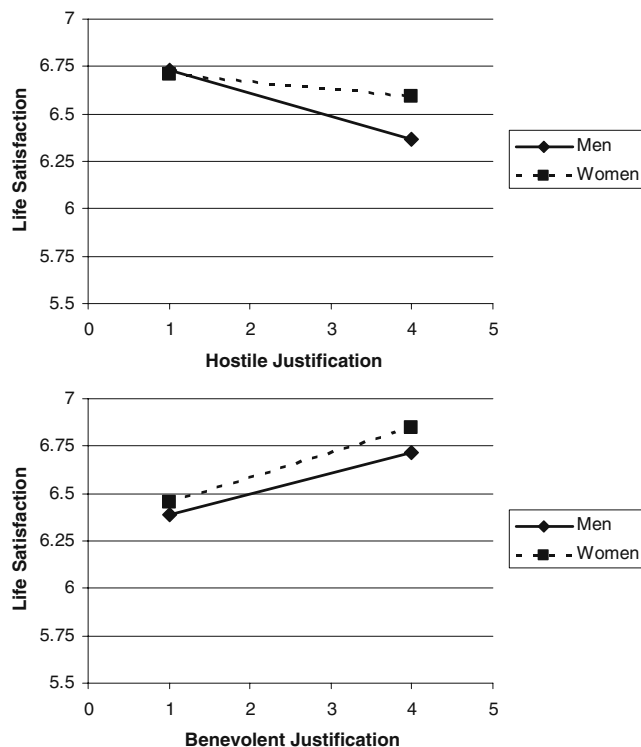 7
6.75
6.5
6.25
6
5.75
5.5
Life Satisfaction
0 1 2 3 4 5
Hostile Justification
Men
Women
7
6.75
6.5
6.25
6
5.75
5.5
Life Satisfaction
0 1 2 3 4 5
Benevolent Justification
Men
Women